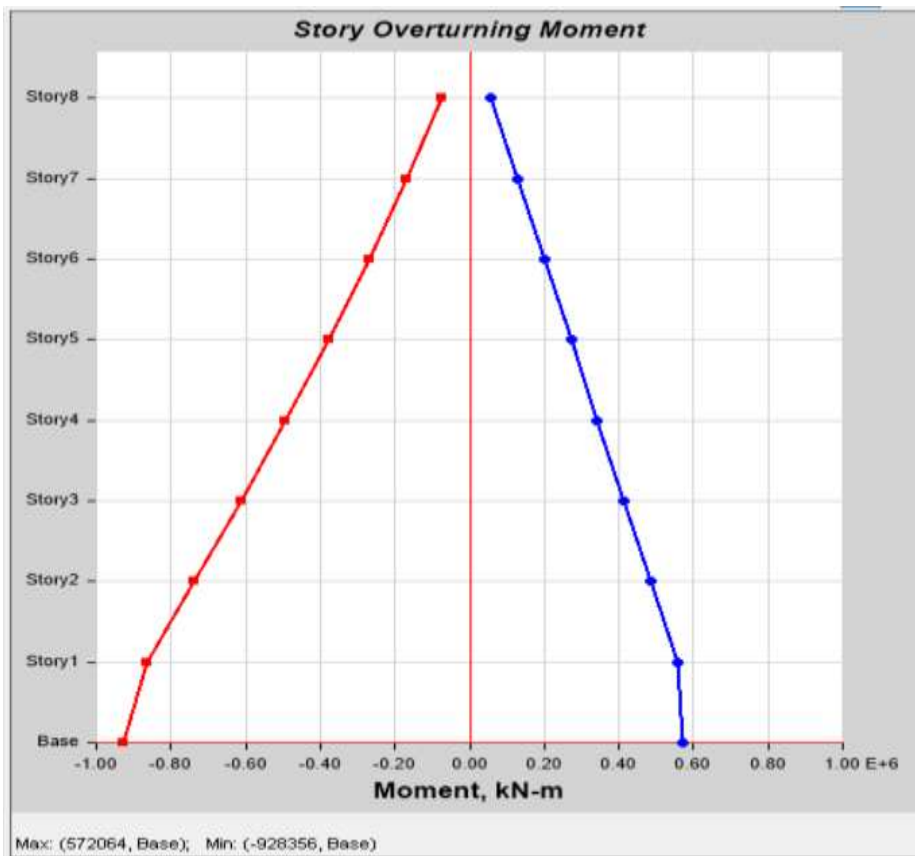 Story Overturning Moment
Story8
Story7
Story6
Story5
Story4
Story3
Story2
Story1
Base
-1.00 -0.80 -0.60 -0.40 -0.20 0.00 0.20 0.40 0.60 0.80 1.00 E+6
Moment, kN-m
Max: (572064, Base); Min: (-928356, Base)